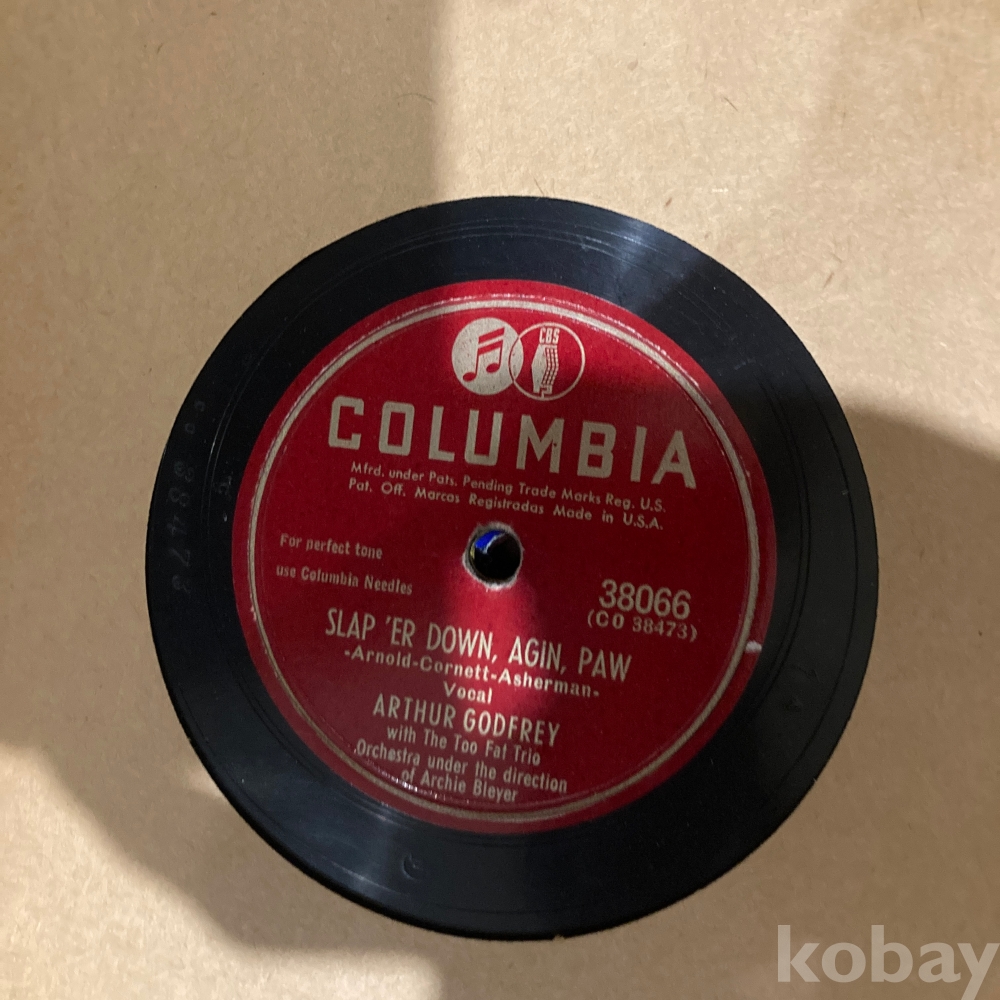 CBS
COLUMBIA
Mfrd. under Pats. Pending Trade Marks Reg. U.S.
Pat. Off. Marcas Registradas Made in U.S.A.
For perfect tone
use Columbia Needles
38066
(CO 38473)
SLAP 'ER DOWN, AGIN, PAW
-Arnold-Cornett-Asherman-
Vocal
ARTHUR GODFREY
with The Too Fat Trio
Orchestra under the direction
of Archie Bleyer
kobay